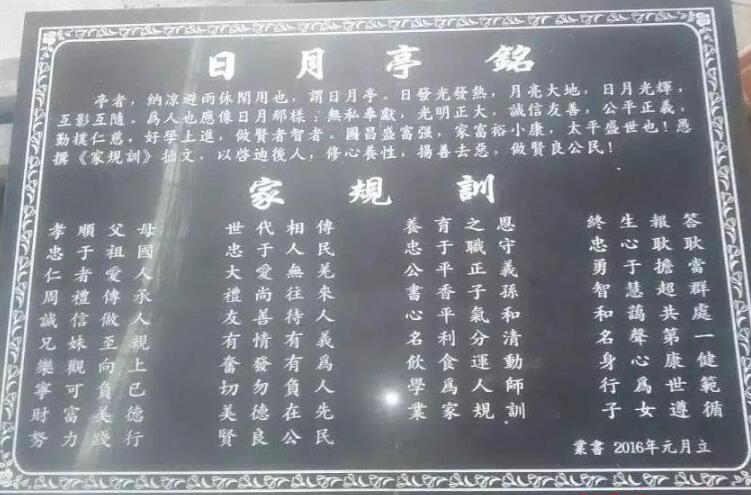 日月亭銘
亭者，納凉避雨休閑用也，謂日月亭。日發光發熱，月亮大地，日月光輝，
互影互隨。爲人也應像日月那樣：無私奉獻，光明正大，誠信友善，公平正義。
勤樸仁慈，好學上進，做賢者智者。國昌盛富强，家富裕小康，太平盛世也！愚
撰《家規訓》拙文，以啓迪後人，修心養性，揚善去惡，做賢良公民！
家規訓
孝順父母 世代相傳 養育之恩 終生報答
忠于祖國 忠于人民 忠于職守 忠心耿耿
仁者愛人 大愛無羌 公平正義 勇于擔當
周禮傳承 禮尚往來 書香子孫 智慧超群
誠信做人 友善待人 心平氣和 和藹共處
兄妹至親 有情有義 名利分清 名聲第一
樂觀向上 奮發有爲 飲食運動 身心康健
寧可負己 切勿負人 學爲人師 行爲世範
財富美德 美德在先 業家規訓 子女遵循
努力踐行 賢良公民
業書 2016年元月立